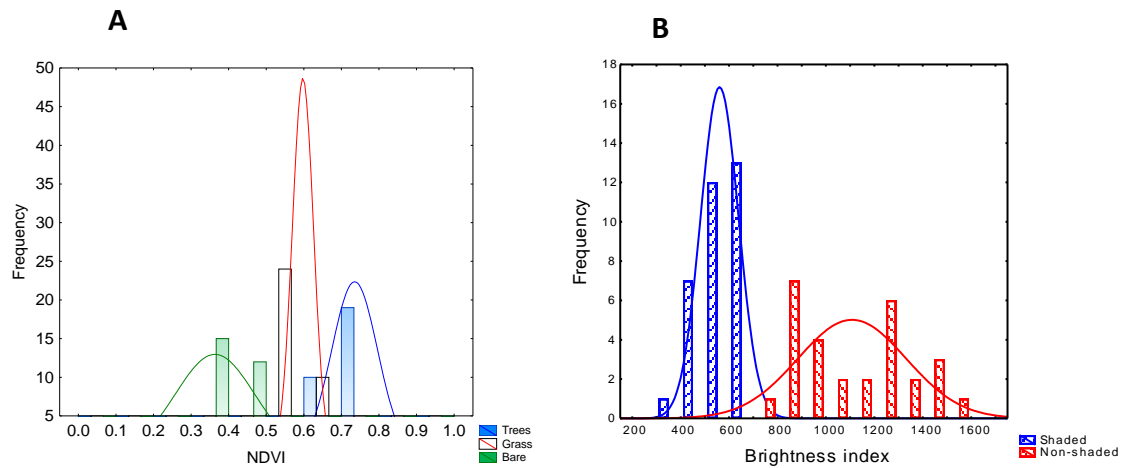 A
50
45
40
35
30
25
20
15
10
5
Frequency
0.0 0.1 0.2 0.3 0.4 0.5 0.6 0.7 0.8 0.9 1.0
NDVI
Trees
Grass
Bare
B
18
16
14
12
10
8
6
4
2
0
Frequency
200 400 600 800 1000 1200 1400 1600
Brightness index
Shaded
Non-shaded